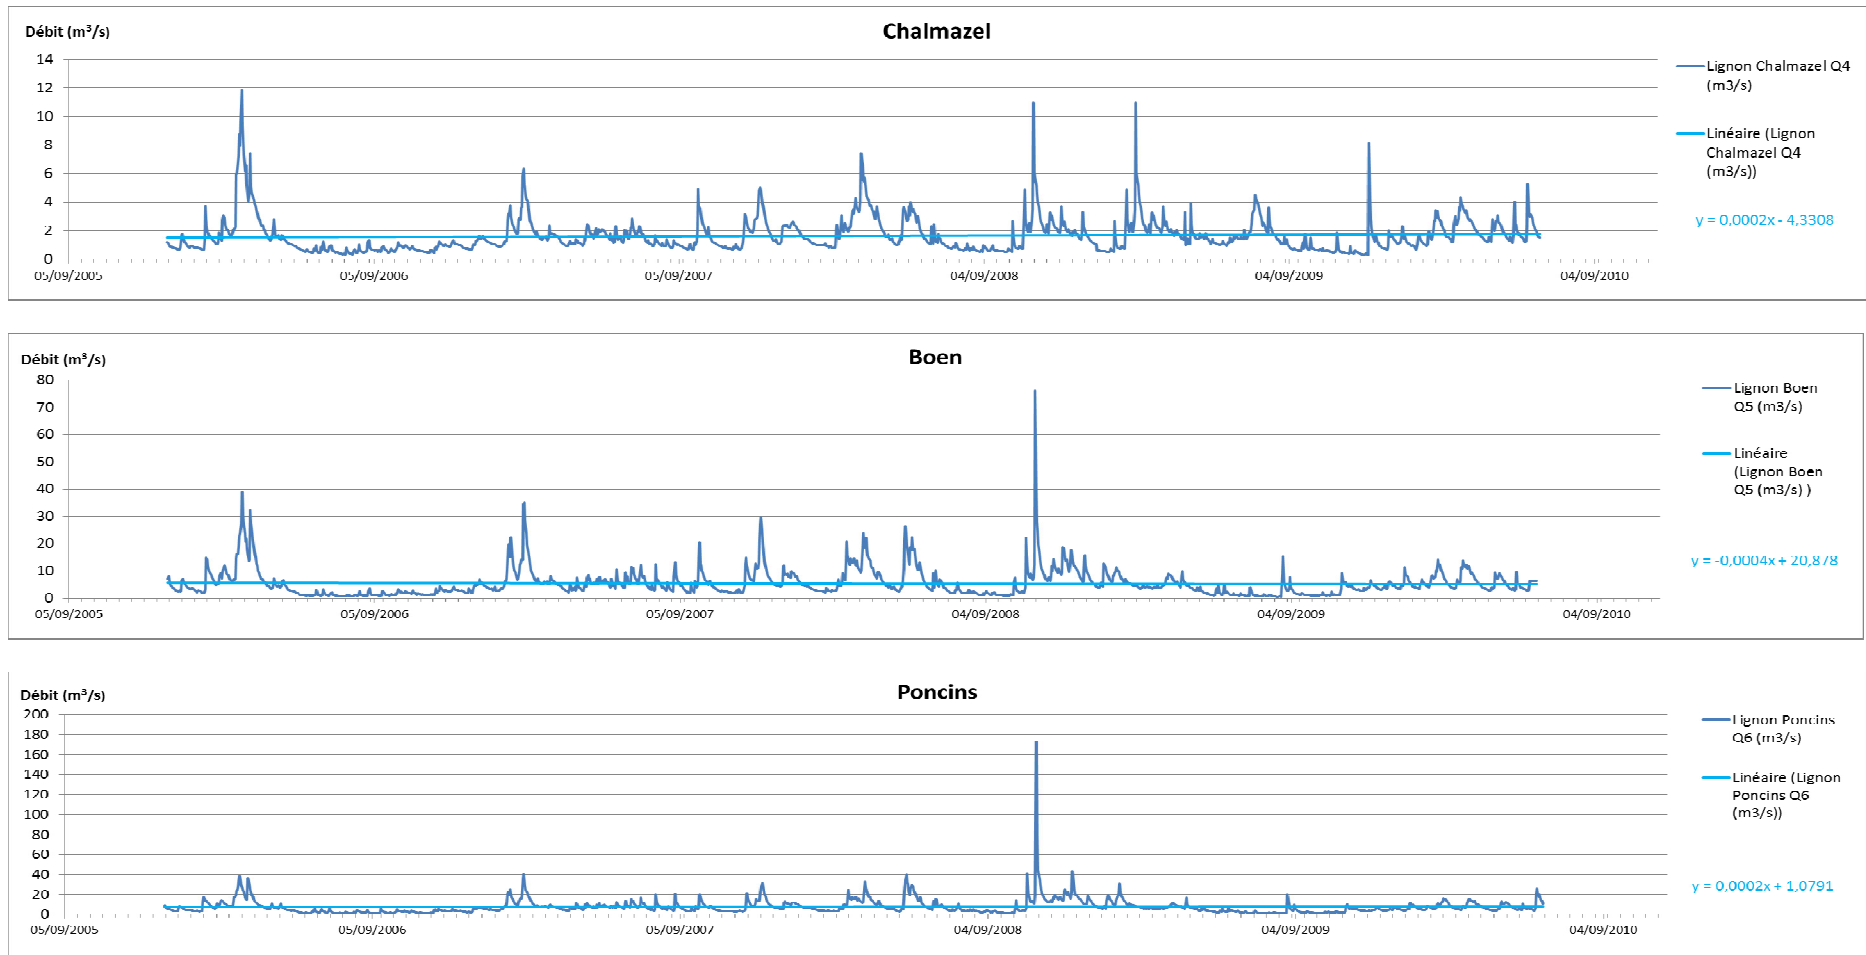 Chalmazel
Débit (m³/s)
14
12
10
8
6
4
2
0
05/09/2005
05/09/2006
05/09/2007
04/09/2008
04/09/2009
04/09/2010
Lignon Chalmazel Q4
(m3/s)
Linéaire (Lignon
Chalmazel Q4
(m3/s))
y = 0,0002x - 4,3308
Boen
Débit (m³/s)
80
70
60
50
40
30
20
10
0
05/09/2005
05/09/2006
05/09/2007
04/09/2008
04/09/2009
04/09/2010
Lignon Boen
Q5 (m3/s)
Linéaire
(Lignon Boen
Q5 (m3/s) )
y = -0,0004x + 20,878
Poncins
Débit (m³/s)
200
180
160
140
120
100
80
60
40
20
0
05/09/2005
05/09/2006
05/09/2007
04/09/2008
04/09/2009
04/09/2010
Lignon Poncins
Q6 (m3/s)
Linéaire (Lignon
Poncins Q6
(m3/s))
y = 0,0002x + 1,0791